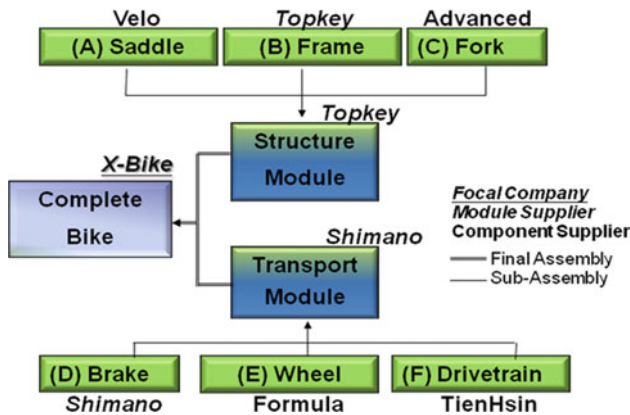 Velo
Topkey
Advanced
(A) Saddle
(B) Frame
(C) Fork
Topkey
Structure
Module
X-Bike
Complete
Bike
Focal Company
Module Supplier
Component Supplier
Final Assembly
Sub-Assembly
Shimano
Transport
Module
(D) Brake
(E) Wheel
(F) Drivetrain
Shimano
Formula
TienHsin